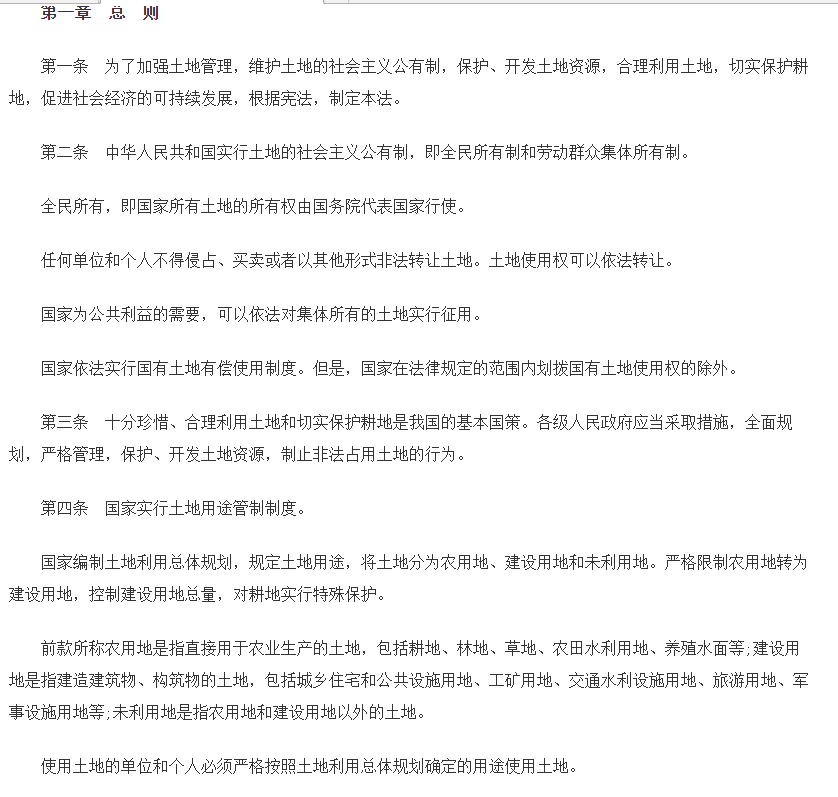 第一章　总　则
第一条　为了加强土地管理，维护土地的社会主义公有制，保护、开发土地资源，合理利用土地，切实保护耕
地，促进社会经济的可持续发展，根据宪法，制定本法。
第二条　中华人民共和国实行土地的社会主义公有制，即全民所有制和劳动群众集体所有制。
全民所有，即国家所有土地的所有权由国务院代表国家行使。
任何单位和个人不得侵占、买卖或者以其他形式非法转让土地。土地使用权可以依法转让。
国家为公共利益的需要，可以依法对集体所有的土地实行征用。
国家依法实行国有土地有偿使用制度。但是，国家在法律规定的范围内划拨国有土地使用权的除外。
第三条　十分珍惜、合理利用土地和切实保护耕地是我国的基本国策。各级人民政府应当采取措施，全面规
划，严格管理，保护、开发土地资源，制止非法占用土地的行为。
第四条　国家实行土地用途管制制度。
国家编制土地利用总体规划，规定土地用途，将土地分为农用地、建设用地和未利用地。严格限制农用地转为
建设用地，控制建设用地总量，对耕地实行特殊保护。
前款所称农用地是指直接用于农业生产的土地，包括耕地、林地、草地、农田水利用地、养殖水面等;建设用
地是指建造建筑物、构筑物的土地，包括城乡住宅和公共设施用地、工矿用地、交通水利设施用地、旅游用地、军
事设施用地等;未利用地是指农用地和建设用地以外的土地。
使用土地的单位和个人必须严格按照土地利用总体规划确定的用途使用土地。